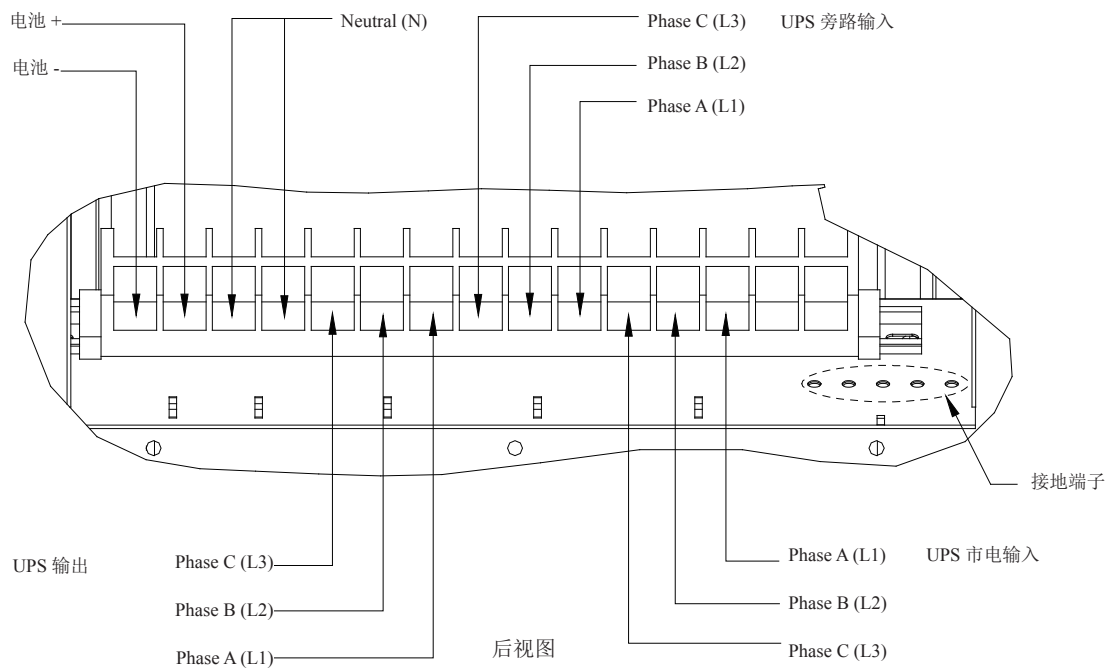 电池 +
Neutral (N)
Phase C (L3)
UPS 旁路输入
电池 -
Phase B (L2)
Phase A (L1)
接地端子
UPS 输出
Phase C (L3)
Phase A (L1)
UPS 市电输入
Phase B (L2)
Phase B (L2)
Phase A (L1)
后视图
Phase C (L3)